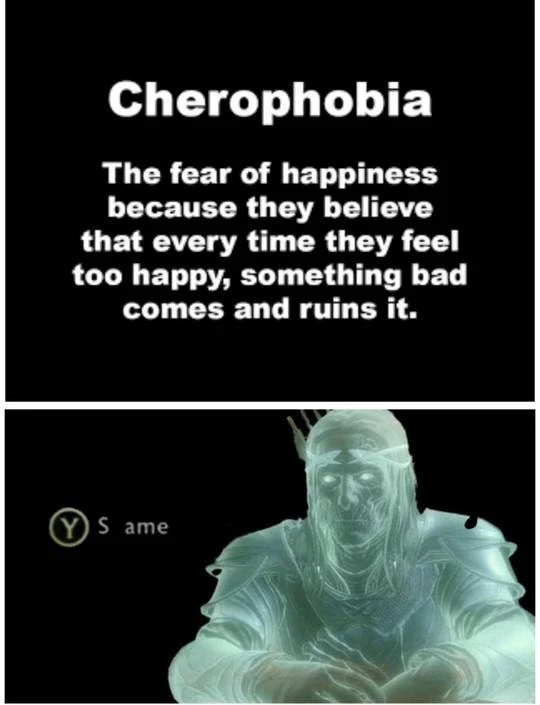 Cherophobia
The fear of happiness
because they believe
that every time they feel
too happy, something bad
comes and ruins it.
Y S ame